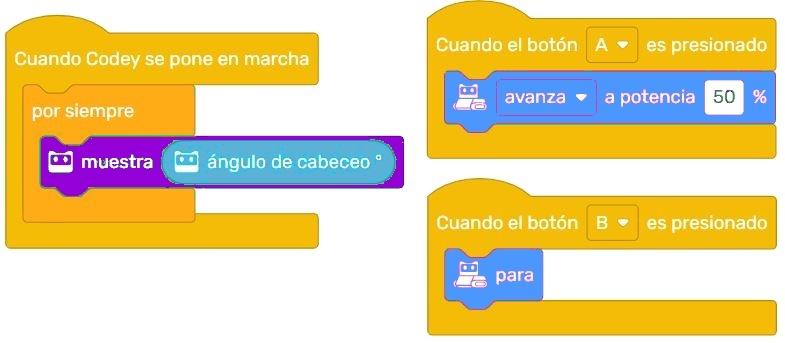 Cuando Codey se pone en marcha
por siempre
muestra ángulo de cabeceo °
Cuando el botón A es presionado
avanza a potencia 50 %
Cuando el botón B es presionado
para